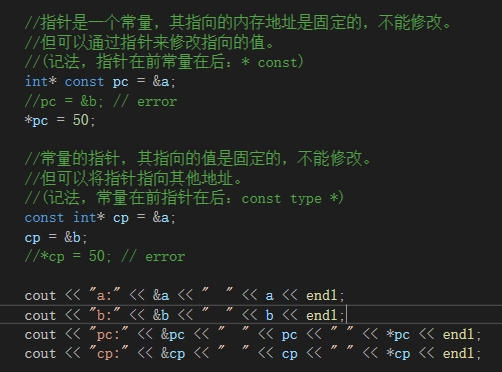 //指针是一个常量，其指向的内存地址是固定的，不能修改。
//但可以通过指针来修改指向的值。
//(记法，指针在前常量在后：* const)
int* const pc = &a;
//pc = &b; // error
*pc = 50;
//常量的指针，其指向的值是固定的，不能修改。
//但可以将指针指向其他地址。
//(记法，常量在前指针在后：const type *)
const int* cp = &a;
cp = &b;
//*cp = 50; // error
cout << "a:" << &a << "  " << a << endl;
cout << "b:" << &b << "  " << b << endl;
cout << "pc:" << &pc << "  " << pc << " " << *pc << endl;
cout << "cp:" << &cp << "  " << cp << " " << *cp << endl;